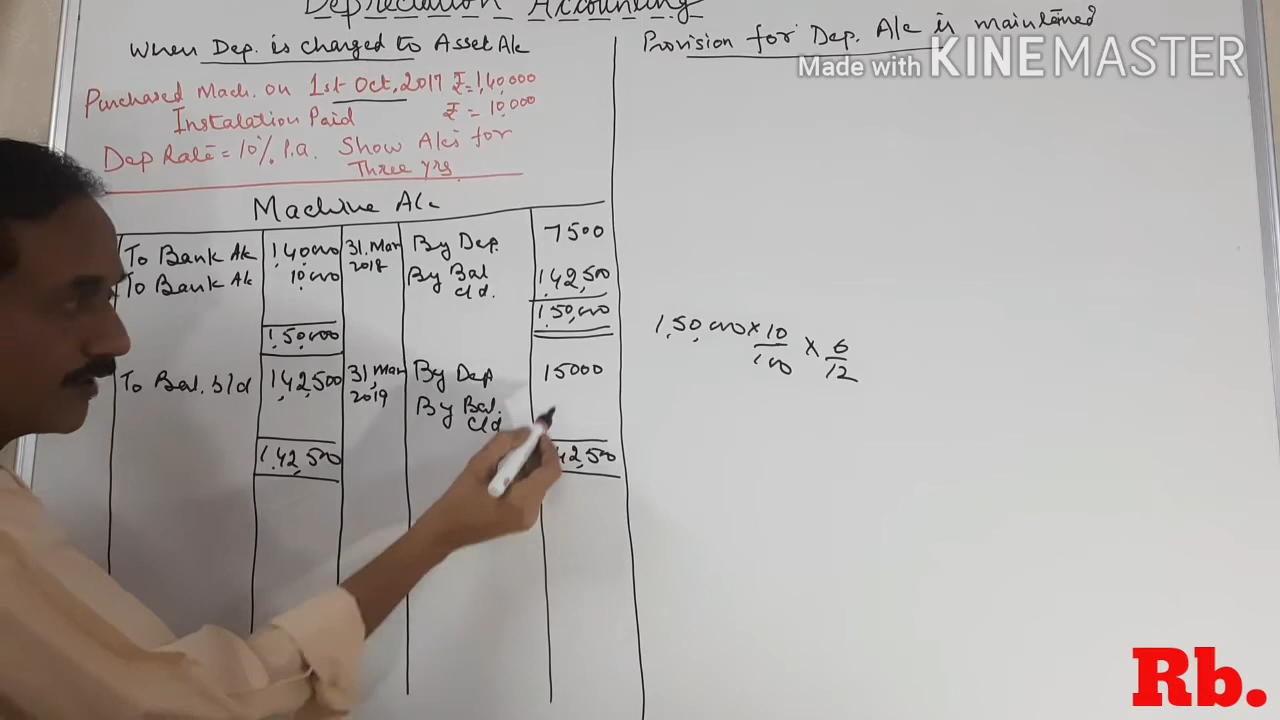 Depreciation Accounting
When Dep. is charged to Asset A/c
Purchased Mach. on 1st Oct, 2017 ₹=1,40,000
Instalation Paid ₹= 10,000
Dep Rate = 10% P.a. Show A/cs for
Three yrs.
Machine A/c
To Bank A/c 1,40,000 31.Mar 2018 By Dep. 7500
To Bank A/c 10,000 By Bal c/d. 1,42,500
1,50,000 1,50,000
To Bal. b/d 1,42,500 31,Mar 2019 By Dep 15000
By Bal. c/d
1,42,500 42,500
Provision for Dep. A/c is maintained
Made with KINEMASTER
1,50,000 × 10/100 × 6/12
Rb.